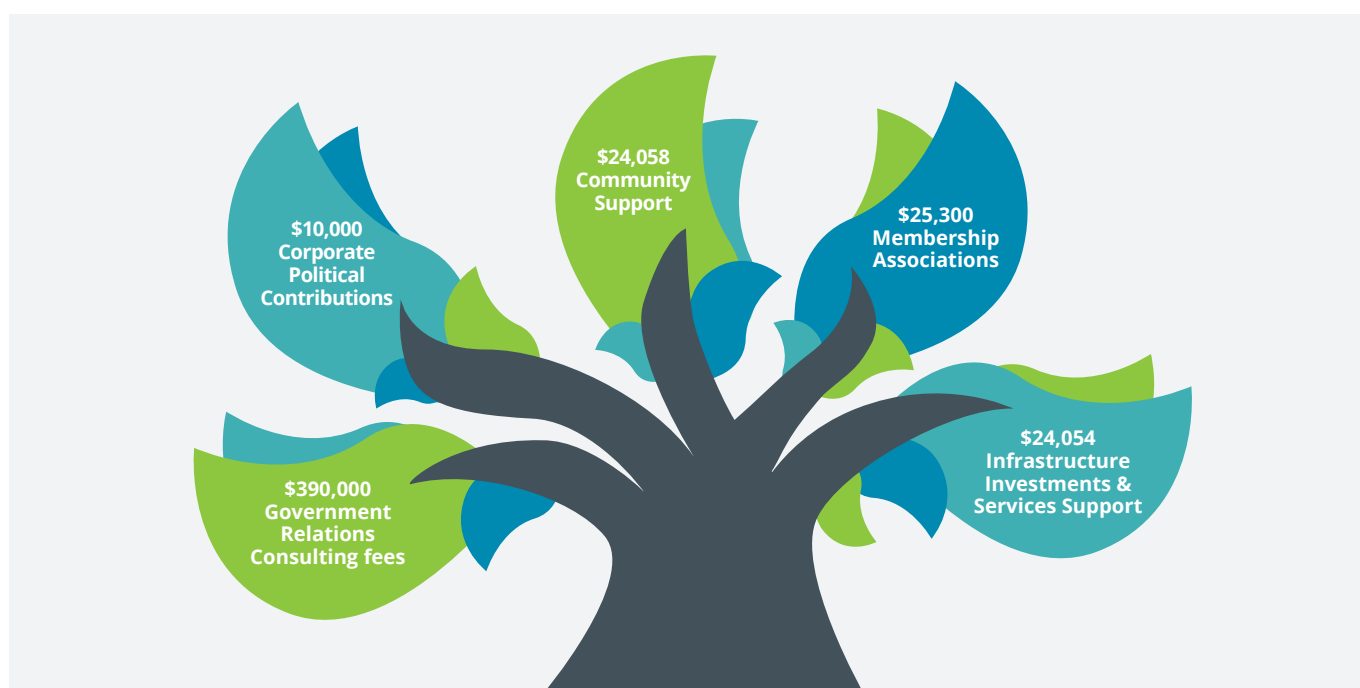 $10,000
Corporate
Political
Contributions
$24,058
Community
Support
$25,300
Membership
Associations
$390,000
Government
Relations
Consulting fees
$24,054
Infrastructure
Investments &
Services Support